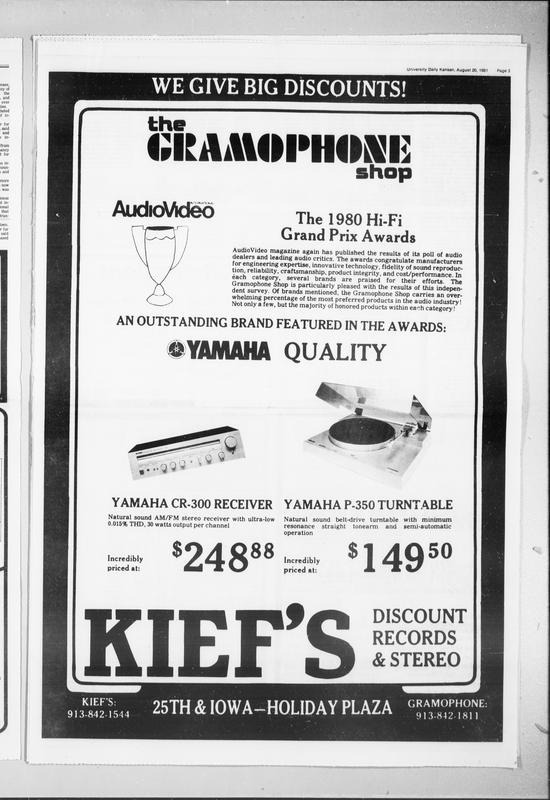 University Daily Kansan, August 20, 1981 Page 3
WE GIVE BIG DISCOUNTS!
the
GRAMOPHONE
shop
AudioVideo
The 1980 Hi-Fi
Grand Prix Awards
AudioVideo magazine again has published the results of its poll of audio
dealers and leading audio critics. The awards congratulate manufacturers
for engineering expertise, innovative technology, fidelity of sound reproduc-
tion, reliability, craftsmanship, product integrity, and cost/performance. In
each category, several brands are praised for their efforts. The
Gramophone Shop is particularly pleased with the results of this indepen-
dent survey. Of brands mentioned, the Gramophone Shop carries an over-
whelming percentage of the most preferred products in the audio industry!
Not only a few, but the majority of honored products within each category!
AN OUTSTANDING BRAND FEATURED IN THE AWARDS:
YAMAHA QUALITY
YAMAHA CR-300 RECEIVER
Natural sound AM/FM stereo receiver with ultra-low
0.015% THD, 30 watts output per channel
Incredibly
priced at:
$248 88
YAMAHA P-350 TURNTABLE
Natural sound belt-drive turntable with minimum
resonance straight tonearm and semi-automatic
operation
Incredibly
priced at:
$149 50
KIEF'S
DISCOUNT
RECORDS
& STEREO
KIEF'S:
913-842-1544
25TH & IOWA—HOLIDAY PLAZA
GRAMOPHONE:
913-842-1811